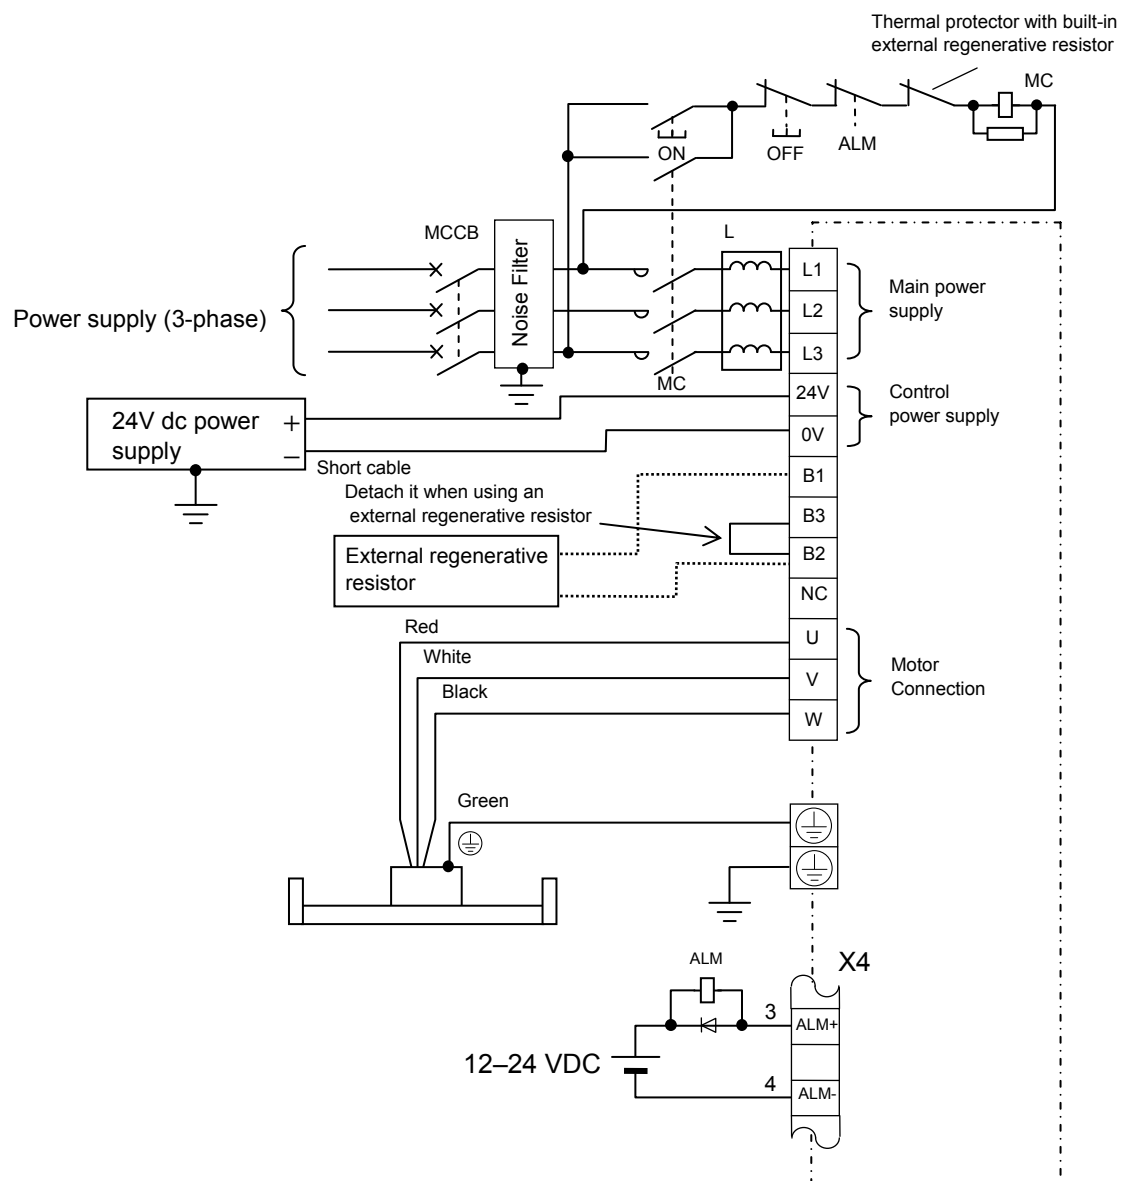 Thermal protector with built-in
external regenerative resistor
MC
ON
OFF
ALM
MCCB
L
Noise Filter
L1
Main power
supply
Power supply (3-phase)
L2
L3
MC
24V
Control
power supply
24V dc power
supply
+
−
0V
Short cable
Detach it when using an
external regenerative resistor
B1
B3
External regenerative
resistor
B2
NC
Red
U
White
Motor
Connection
V
Black
W
Green
ALM
X4
3
ALM+
12–24 VDC
4
ALM-